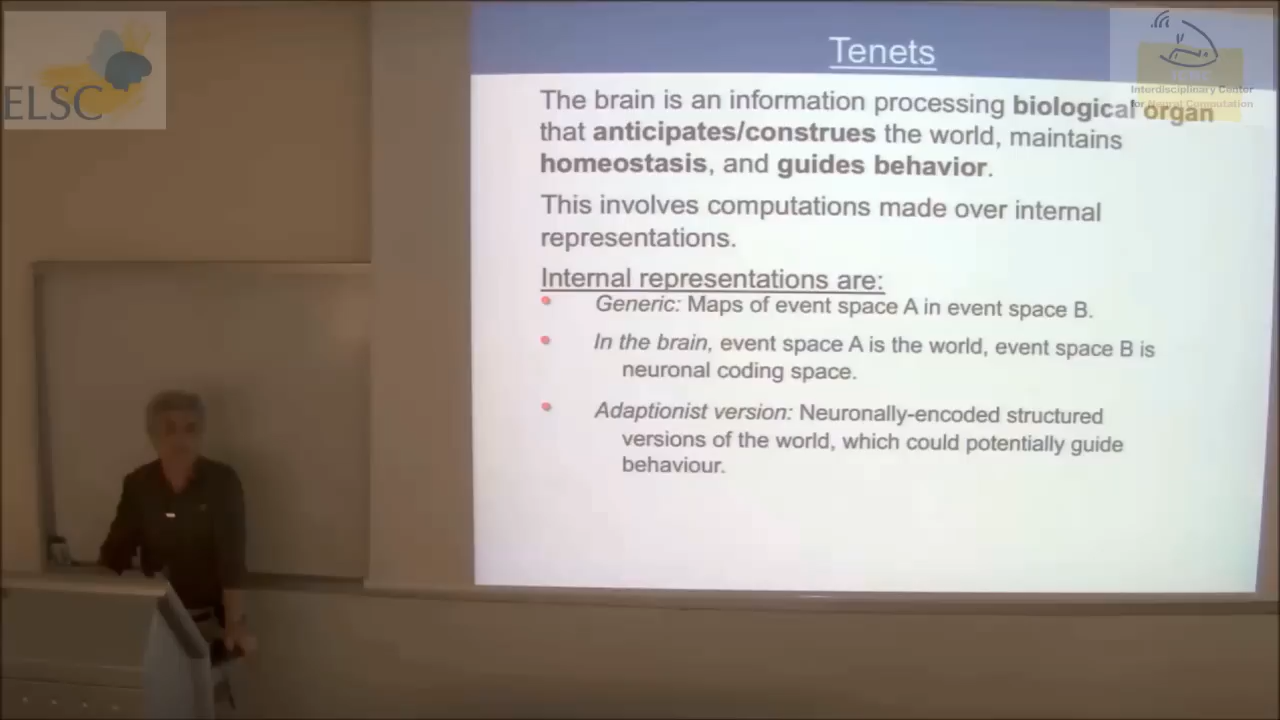 ELSC
Tenets
Interdisciplinary Center
for Neural Computation
The brain is an information processing biological organ
that anticipates/construes the world, maintains
homeostasis, and guides behavior.
This involves computations made over internal
representations.
Internal representations are:
Generic: Maps of event space A in event space B.
In the brain, event space A is the world, event space B is
neuronal coding space.
Adaptionist version: Neuronally-encoded structured
versions of the world, which could potentially guide
behaviour.